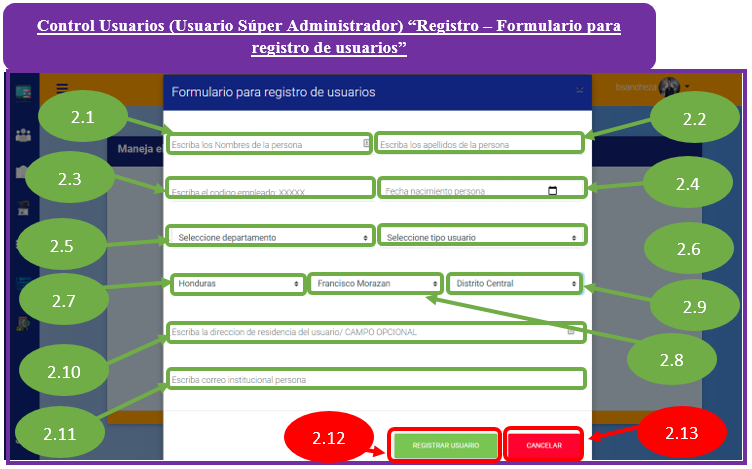 Control Usuarios (Usuario Súper Administrador) “Registro – Formulario para
registro de usuarios”
Formulario para registro de usuarios
bsancheza
2.1
2.2
Escriba los Nombres de la persona
Escriba los apellidos de la persona
Maneja el
2.3
2.4
Escriba el codigo empleado: XXXXX
Fecha nacimiento persona
2.5
Seleccione departamento
Seleccione tipo usuario
2.6
2.7
Honduras
Francisco Morazan
Distrito Central
2.9
Escriba la direccion de residencia del usuario/ CAMPO OPCIONAL
2.8
2.10
Escriba correo institucional persona
2.11
2.12
REGISTRAR USUARIO
CANCELAR
2.13